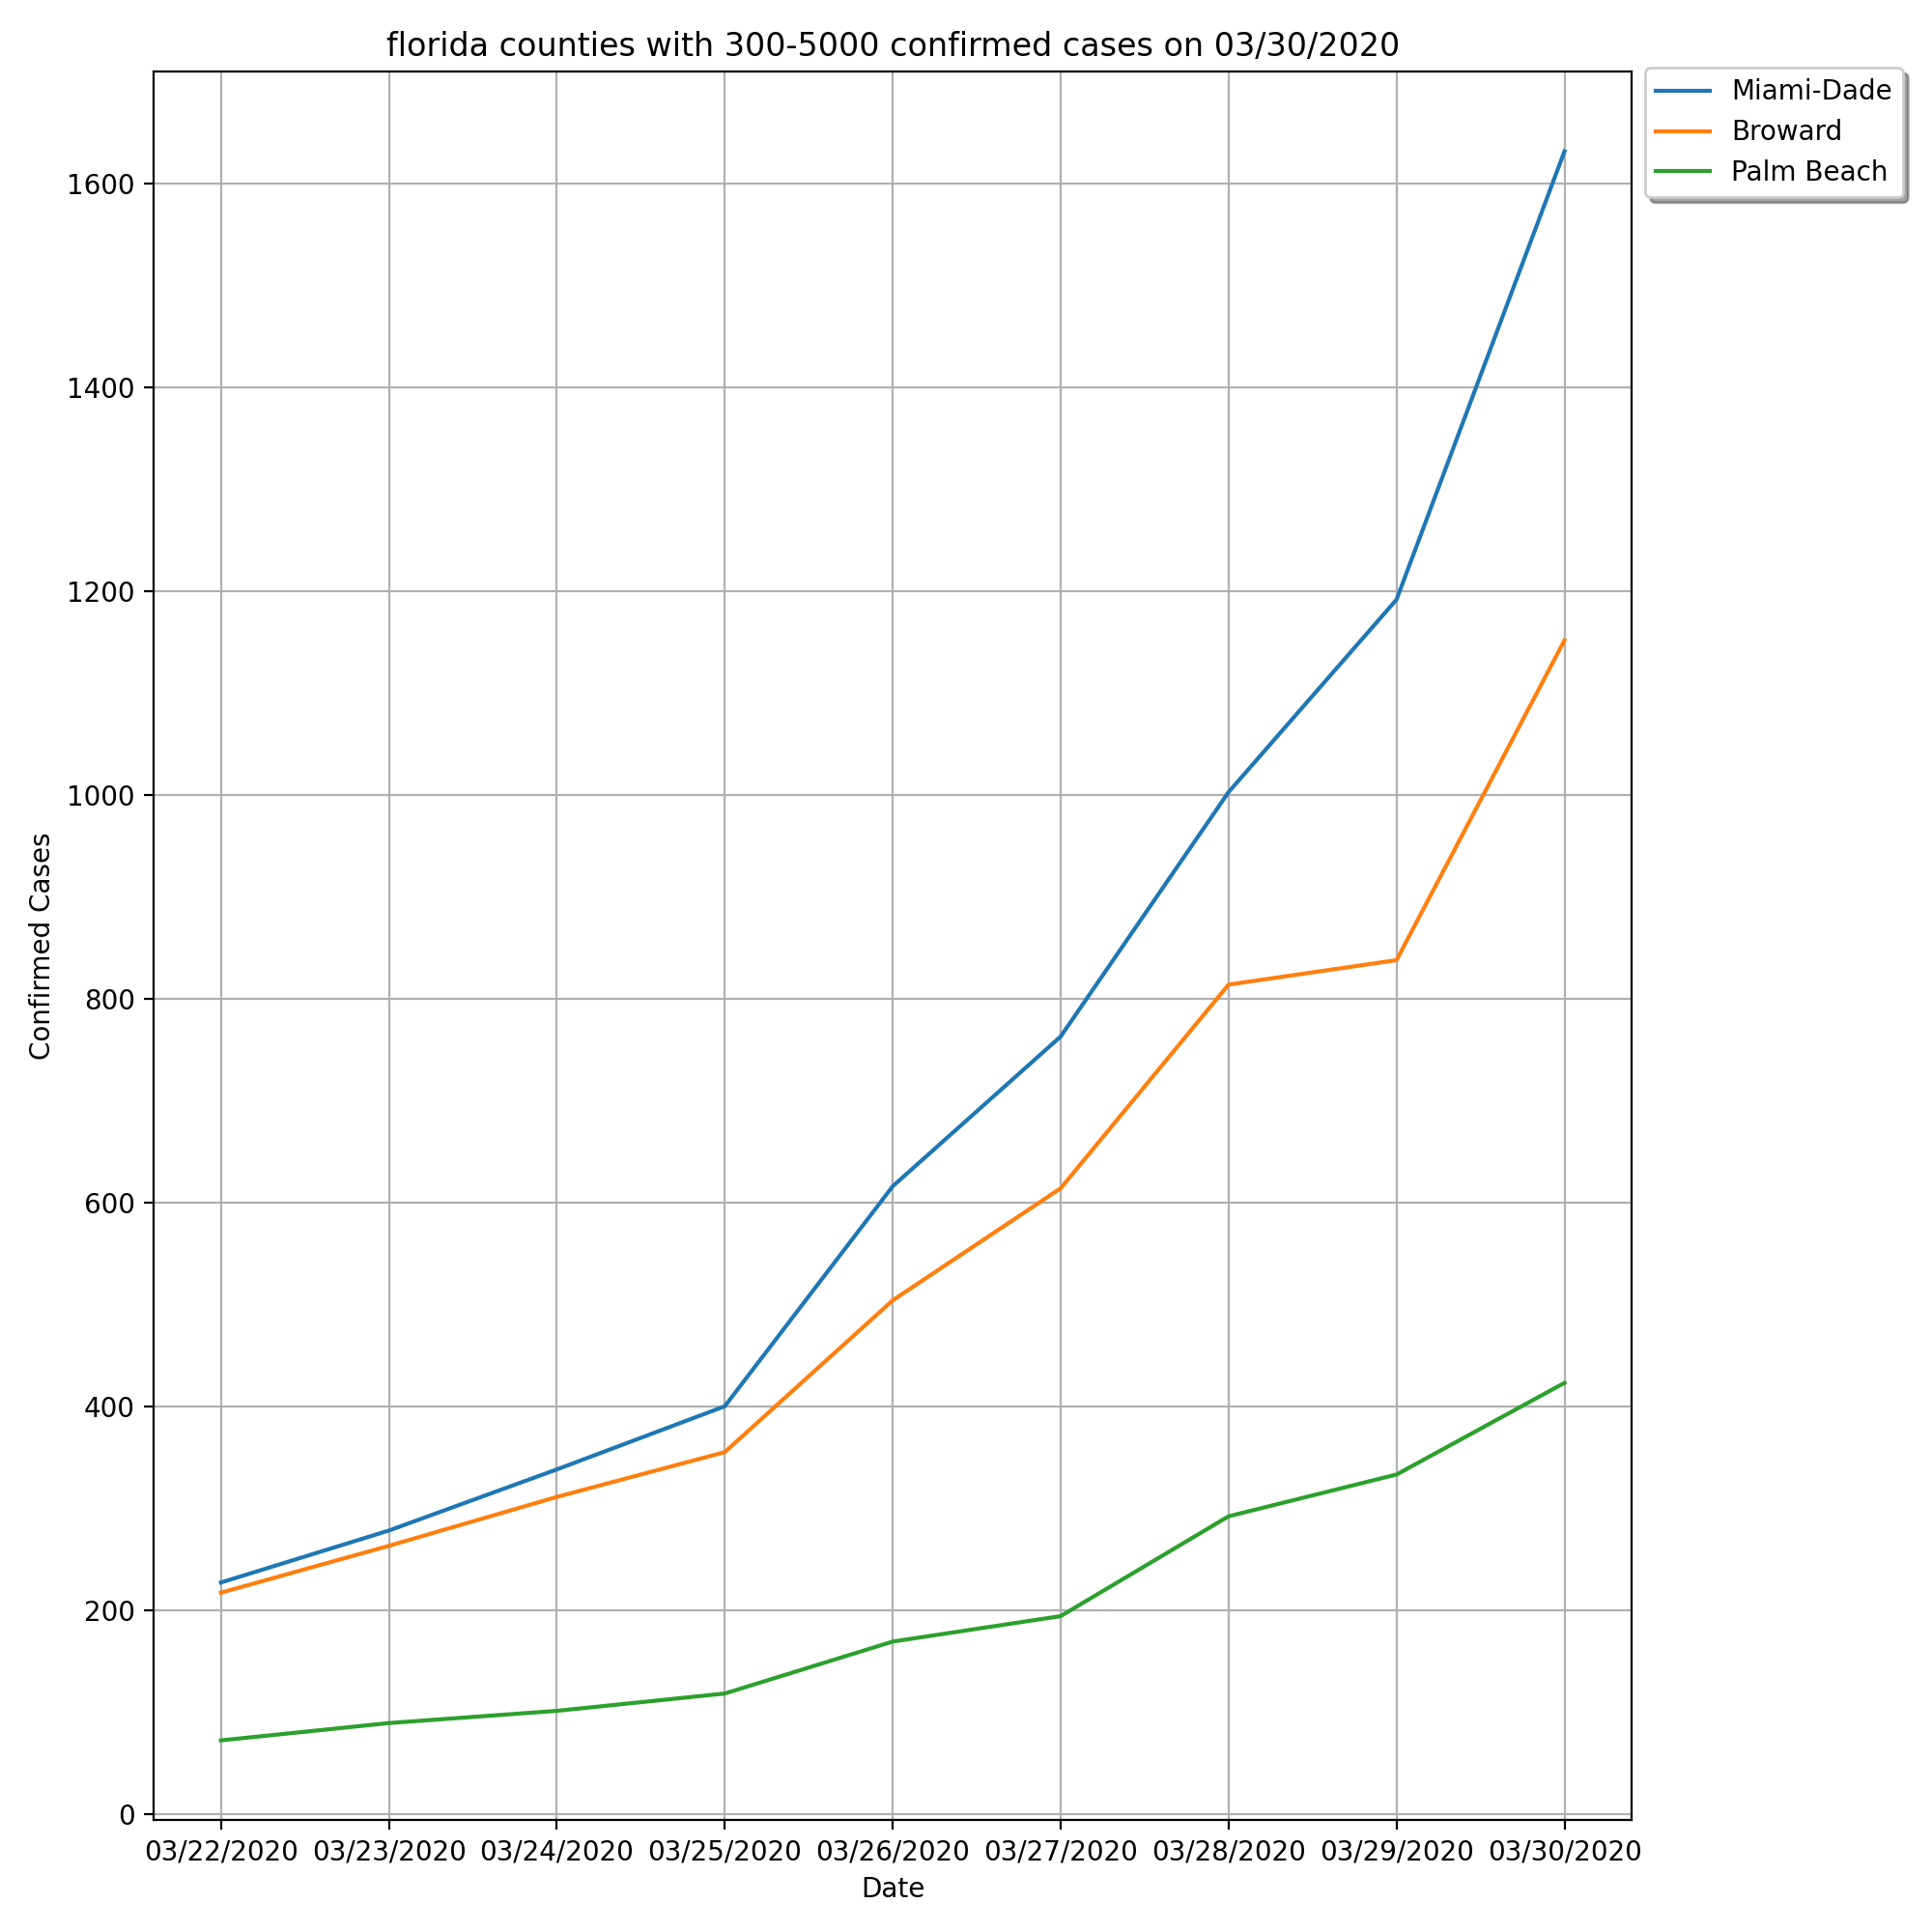 florida counties with 300-5000 confirmed cases on 03/30/2020
Miami-Dade
Broward
Palm Beach
1600
1400
1200
1000
800
600
400
200
0
Confirmed Cases
03/22/2020 03/23/2020 03/24/2020 03/25/2020 03/26/2020 03/27/2020 03/28/2020 03/29/2020 03/30/2020
Date